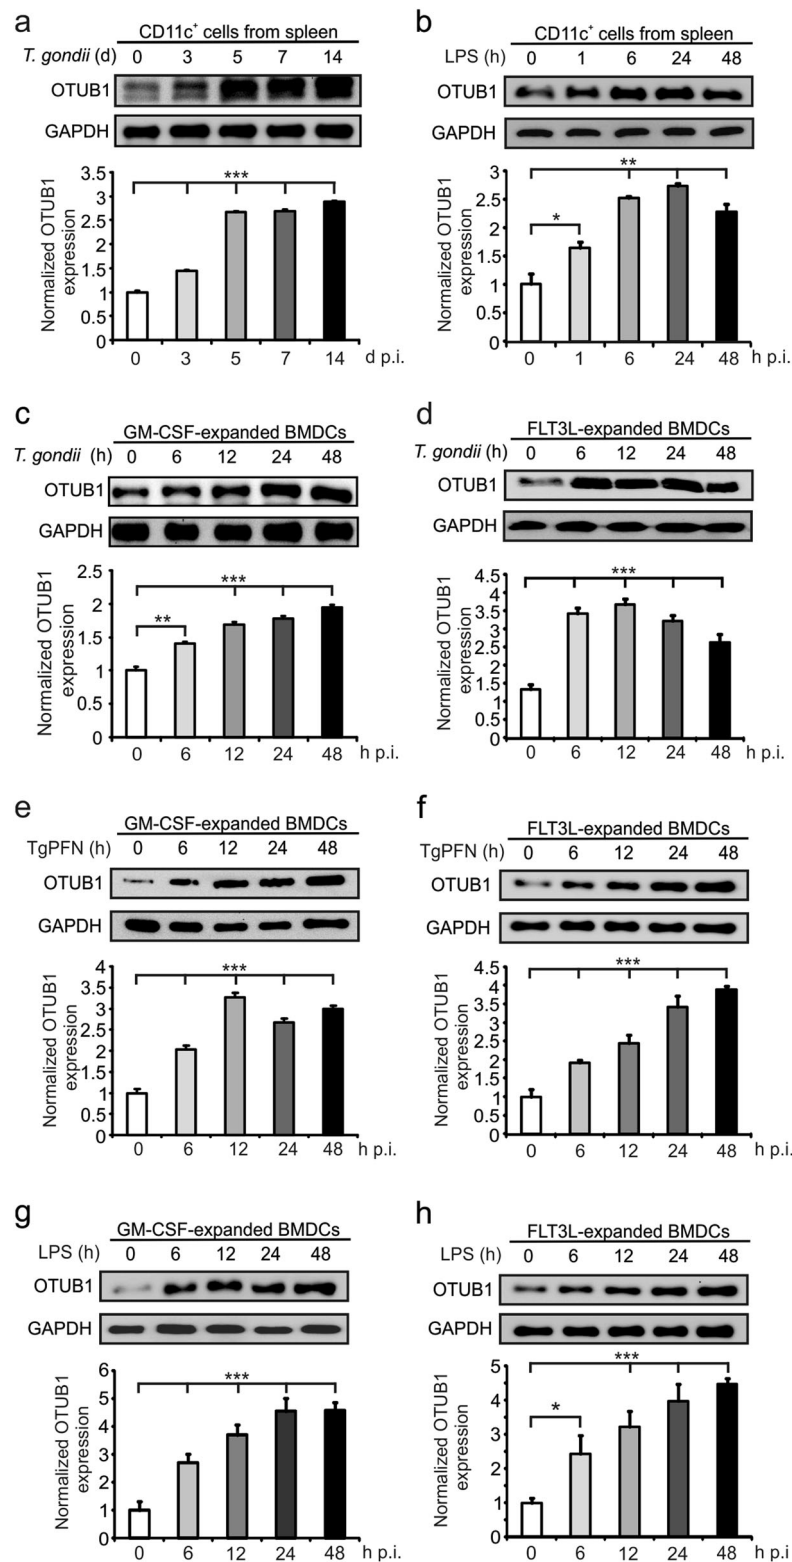 a
CD11c+ cells from spleen
T. gondii (d) 0 3 5 7 14
OTUB1
GAPDH
***
Normalized OTUB1
expression
3.5
3
2.5
2
1.5
1
0.5
0
0 3 5 7 14 d p.i.
b
CD11c+ cells from spleen
LPS (h) 0 1 6 24 48
OTUB1
GAPDH
**
*
Normalized OTUB1
expression
3
2.5
2
1.5
1
0.5
0
0 1 6 24 48 h p.i.
c
GM-CSF-expanded BMDCs
T. gondii (h) 0 6 12 24 48
OTUB1
GAPDH
***
**
Normalized OTUB1
expression
2.5
2
1.5
1
0.5
0
0 6 12 24 48 h p.i.
d
FLT3L-expanded BMDCs
T. gondii (h) 0 6 12 24 48
OTUB1
GAPDH
***
Normalized OTUB1
expression
4.5
4
3.5
3
2.5
2
1.5
1
0.5
0
0 6 12 24 48 h p.i.
e
GM-CSF-expanded BMDCs
TgPFN (h) 0 6 12 24 48
OTUB1
GAPDH
***
Normalized OTUB1
expression
4
3.5
3
2.5
2
1.5
1
0.5
0
0 6 12 24 48 h p.i.
f
FLT3L-expanded BMDCs
TgPFN (h) 0 6 12 24 48
OTUB1
GAPDH
***
Normalized OTUB1
expression
4.5
4
3.5
3
2.5
2
1.5
1
0.5
0
0 6 12 24 48 h p.i.
g
GM-CSF-expanded BMDCs
LPS (h) 0 6 12 24 48
OTUB1
GAPDH
***
Normalized OTUB1
expression
6
5
4
3
2
1
0
0 6 12 24 48 h p.i.
h
FLT3L-expanded BMDCs
LPS (h) 0 6 12 24 48
OTUB1
GAPDH
***
*
Normalized OTUB1
expression
5
4
3
2
1
0
0 6 12 24 48 h p.i